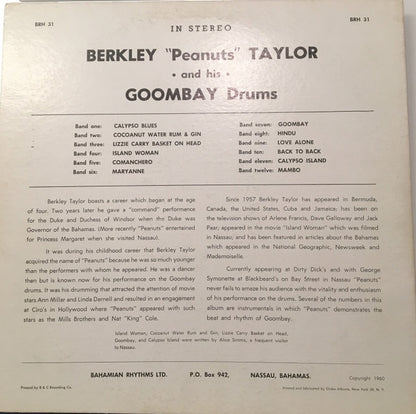 BRH 31
IN STEREO
BRH 31
BERKLEY "Peanuts" TAYLOR
• and his •
GOOMBAY Drums
Band one: CALYPSO BLUES
Band two: COCOANUT WATER RUM & GIN
Band three: LIZZIE CARRY BASKET ON HEAD
Band four: ISLAND WOMAN
Band five: COMANCHERO
Band six: MARYANNE
Band seven: GOOMBAY
Band eight: HINDU
Band nine: LOVE ALONE
Band ten: BACK TO BACK
Band eleven: CALYPSO ISLAND
Band twelve: MAMBO
Berkley Taylor boasts a career which began at the
age of four. Two years later he gave a "command" performance
for the Duke and Duchess of Windsor when the Duke was
Governor of the Bahamas. (More recently "Peanuts" entertained
for Princess Margaret when she visited Nassau).
It was during his childhood career that Berkley Taylor
acquired the name of "Peanuts" because he was so much younger
than the performers with whom he appeared. He was a dancer
then but is known now for his performance on the Goombay
drums. It was his drumming that attracted the attention of movie
stars Ann Miller and Linda Darnell and resulted in an engagement
at Ciro's in Hollywood where "Peanuts" appeared with such
stars as the Mills Brothers and Nat "King" Cole.
Since 1957 Berkley Taylor has appeared in Bermuda,
Canada, the United States, Cuba and Jamaica; has been on
the television shows of Arlene Francis, Dave Galloway and Jack
Paar; appeared in the movie "Island Woman" which was filmed
in Nassau; and has been featured in articles about the Bahamas
which appeared in the National Geographic, Newsweek and
Mademoiselle.
Currently appearing at Dirty Dick's and with George
Symonette at Blackbeard's on Bay Street in Nassau "Peanuts"
never fails to amaze his audience with the vitality and enthusiasm
of his performance on the drums. Several of the numbers in this
album are instrumentals in which "Peanuts" demonstrates the
beat and rhythm of Goombay.
Island Woman, Cocoanut Water Rum and Gin, Lizzie Carry Basket on Head,
Goombay, and Calypso Island were written by Alice Simms, a frequent visitor
to Nassau.
BAHAMIAN RHYTHMS LTD. P.O. Box 942, NASSAU, BAHAMAS.
Pressed by B & C Recording Co.
Copyright 1960
Printed and fabricated by Globe Albums, New York